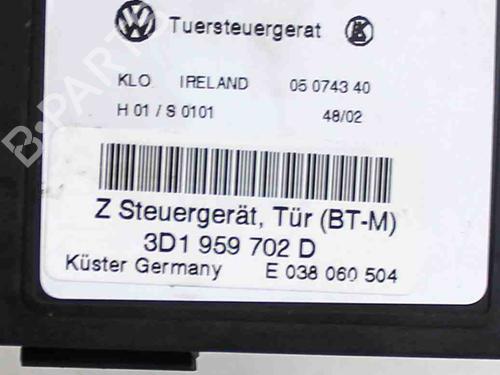 Tuersteuergerat
KLO. IRELAND 05 0743 40
H 01 / S 0101 48/02
Z Steuergerät, Tür (BT-M)
3D1 959 702 D
Küster Germany E 038 060 504
B-PARTS